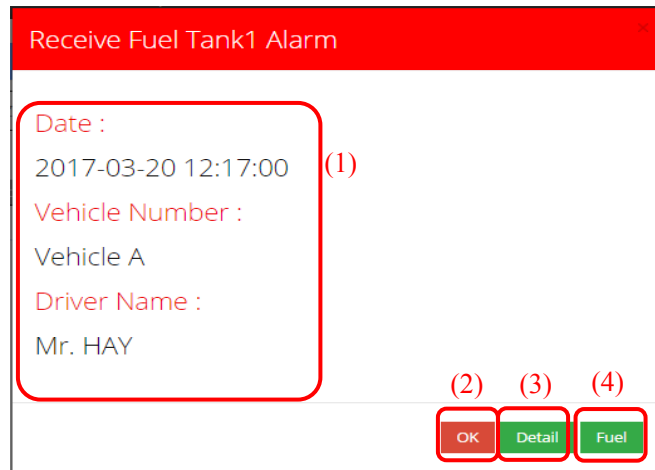 Receive Fuel Tank1 Alarm
×
Date :
2017-03-20 12:17:00
(1)
Vehicle Number :
Vehicle A
Driver Name :
Mr. HAY
(2) (3) (4)
OK Detail Fuel